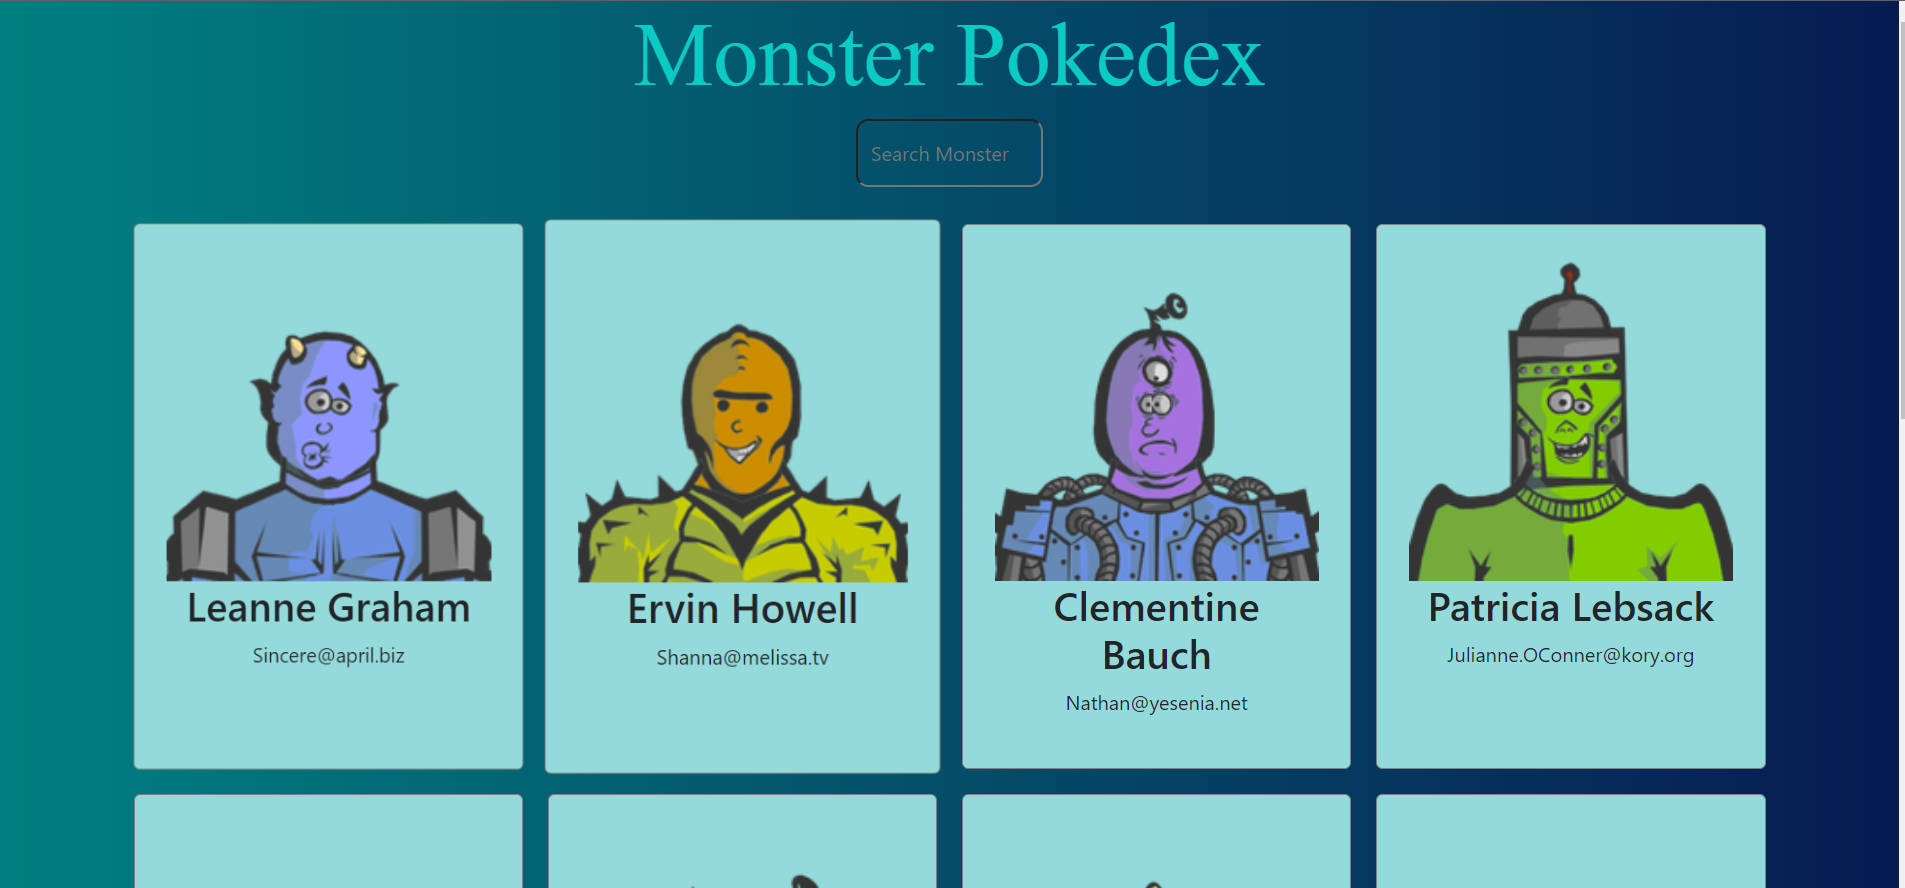 Monster Pokedex
Search Monster
Leanne Graham
Sincere@april.biz
Ervin Howell
Shanna@melissa.tv
Clementine
Bauch
Nathan@yesenia.net
Patricia Lebsack
Julianne.OConner@kory.org